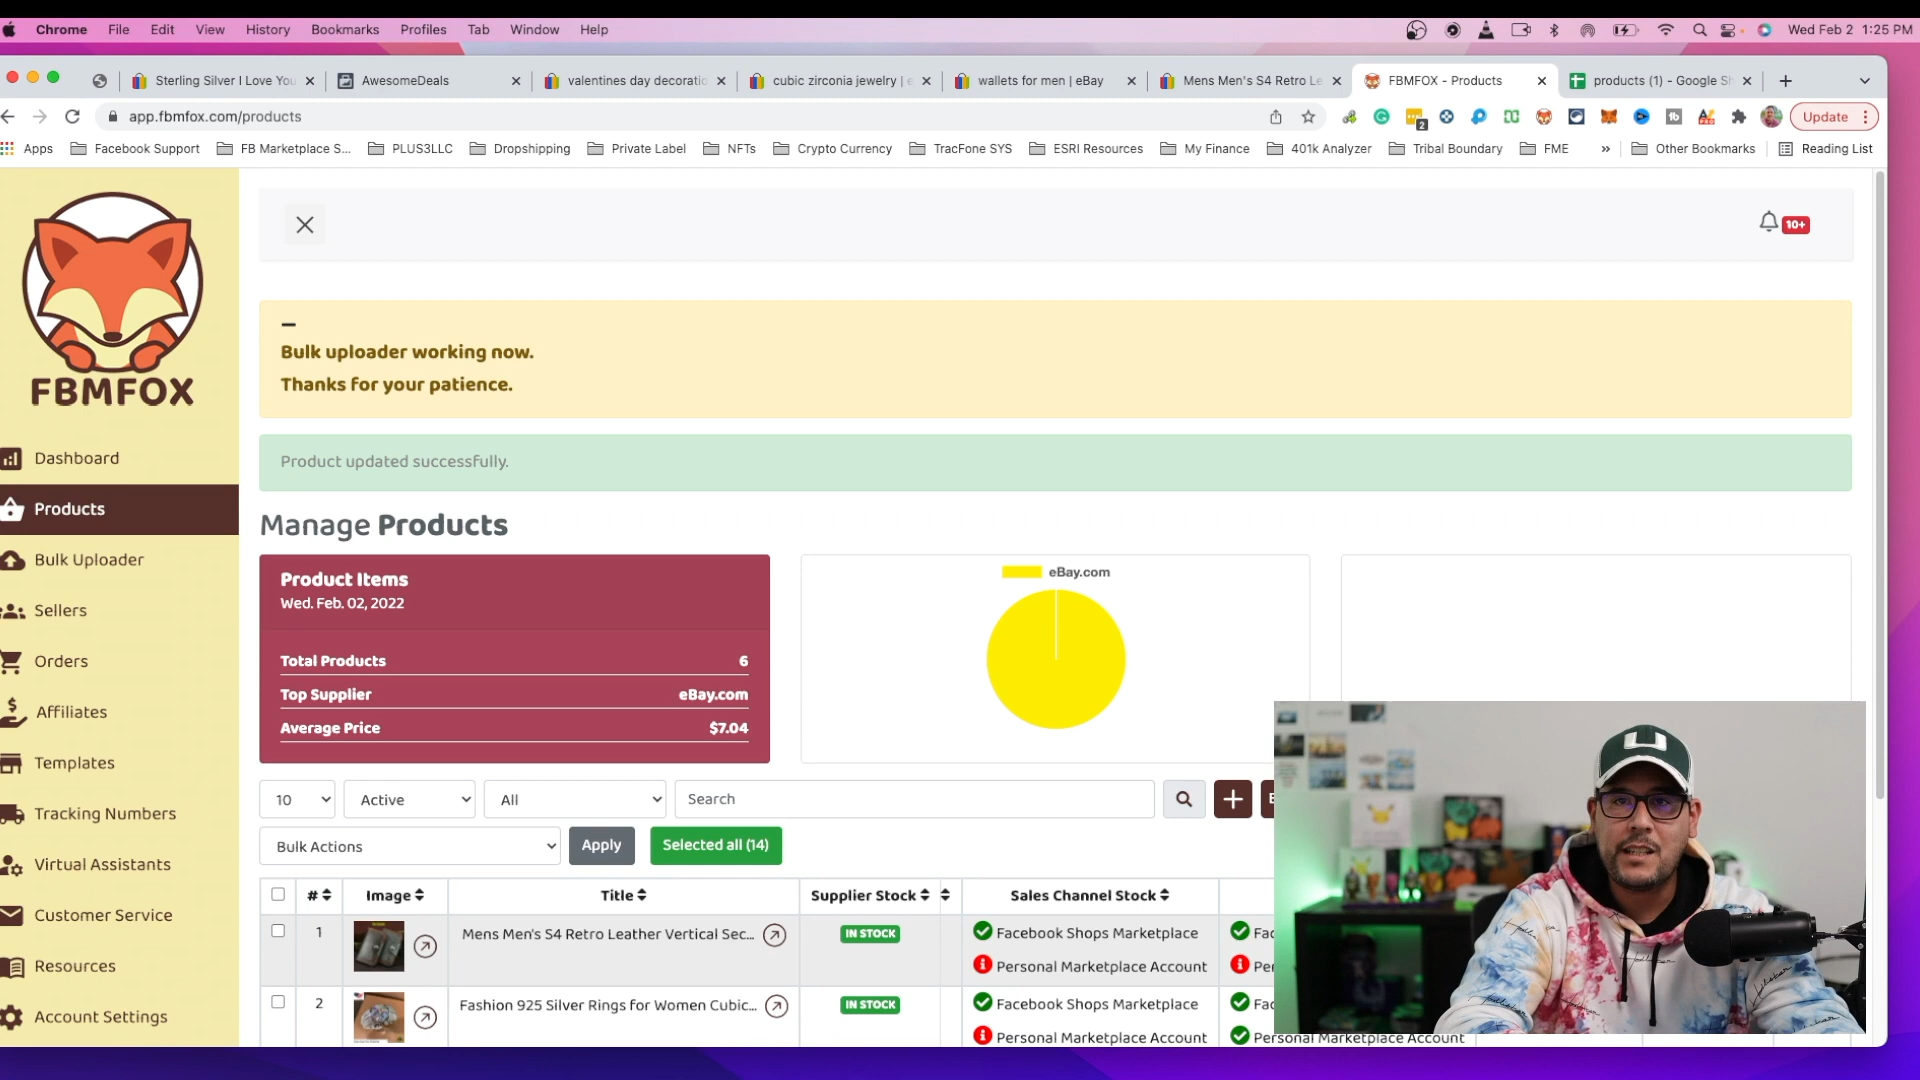 Chrome File Edit View History Bookmarks Profiles Tab Window Help Wed Feb 2 1:25 PM
Sterling Silver I Love You AwesomeDeals valentines day decoratio cubic zirconia jewelry | e wallets for men | eBay Mens Men's S4 Retro Le FBMFOX - Products products (1) - Google Sh
app.fbmfox.com/products 2 Update
Apps Facebook Support FB Marketplace S... PLUS3LLC Dropshipping Private Label NFTs Crypto Currency TracFone SYS ESRI Resources My Finance 401k Analyzer Tribal Boundary FME » Other Bookmarks Reading List
10+
FBMFOX
Dashboard
Products
Bulk Uploader
Sellers
Orders
Affiliates
Templates
Tracking Numbers
Virtual Assistants
Customer Service
Resources
Account Settings
Bulk uploader working now.
Thanks for your patience.
Product updated successfully.
Manage Products
Product Items
Wed. Feb. 02, 2022
Total Products 6
Top Supplier eBay.com
Average Price $7.04
eBay.com
10 Active All Search
Bulk Actions Apply Selected all (14)
# Image Title Supplier Stock Sales Channel Stock
1 Mens Men's S4 Retro Leather Vertical Sec... IN STOCK Facebook Shops Marketplace Fac
Personal Marketplace Account Pe
2 Fashion 925 Silver Rings for Women Cubic... IN STOCK Facebook Shops Marketplace Fac
Personal Marketplace Account Personal Marketplace Account